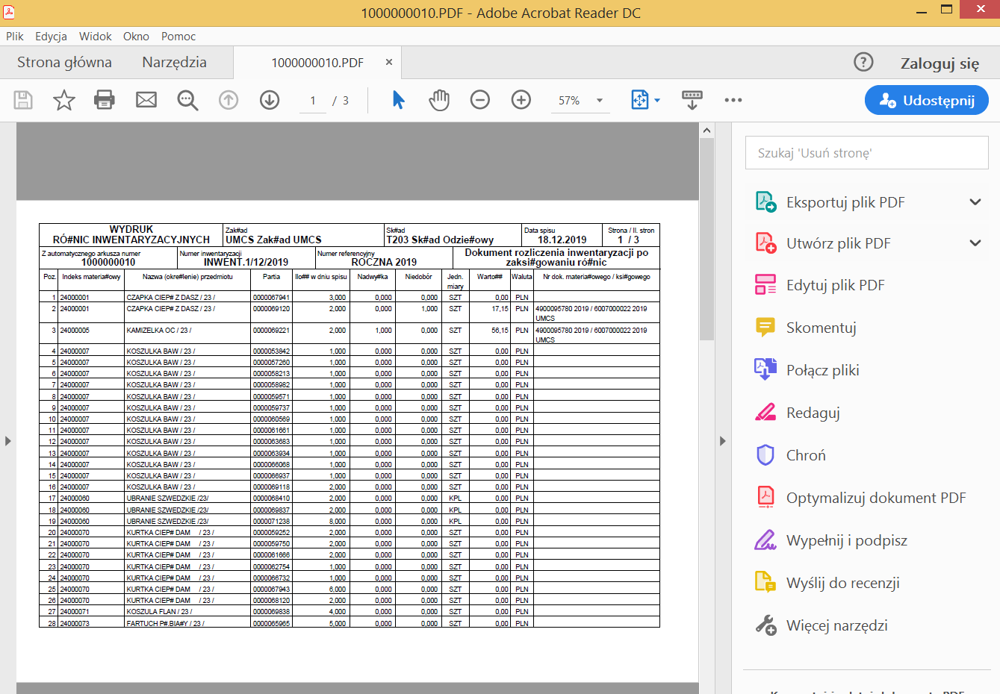 1000000010.PDF - Adobe Acrobat Reader DC
Plik Edycja Widok Okno Pomoc
Strona główna Narzędzia 1000000010.PDF × ? Zaloguj się
1 / 3 57% Udostępnij
Szukaj 'Usuń stronę'
Eksportuj plik PDF
Utwórz plik PDF
Edytuj plik PDF
Skomentuj
Połącz pliki
Redaguj
Chroń
Optymalizuj dokument PDF
Wypełnij i podpisz
Wyślij do recenzji
Więcej narzędzi
WYDRUK
RÓ#NIC INWENTARYZACYJNYCH
Zak#ad
UMCS Zak#ad UMCS
Sk#ad
T203 Sk#ad Odzie#owy
Data spisu
18.12.2019
Strona / Il. stron
1 / 3
Z automatycznego arkusza numer
1000000010
Numer inwentaryzacji
INWENT.1/12/2019
Numer referencyjny
ROCZNA 2019
Dokument rozliczenia inwentaryzacji po
zaksi#gowaniu ró#nic
Poz. Indeks materia#owy Nazwa (okre#lenie) przedmiotu Partia Ilo## w dniu spisu Nadwy#ka Niedobór Jedn. miary Warto## Waluta Nr dok. materia#owego / ksi#gowego
1 24000001 CZAPKA CIEP# Z DASZ / 23 / 0000067941 3,000 0,000 0,000 SZT 0,00 PLN
2 24000001 CZAPKA CIEP# Z DASZ / 23 / 0000069120 2,000 0,000 1,000 SZT 17,15 PLN 4900095780 2019 / 6007000022 2019
UMCS
3 24000005 KAMIZELKA OC / 23 / 0000069221 2,000 1,000 0,000 SZT 56,15 PLN 4900095780 2019 / 6007000022 2019
UMCS
4 24000007 KOSZULKA BAW / 23 / 0000053842 1,000 0,000 0,000 SZT 0,00 PLN
5 24000007 KOSZULKA BAW / 23 / 0000057260 1,000 0,000 0,000 SZT 0,00 PLN
6 24000007 KOSZULKA BAW / 23 / 0000058213 1,000 0,000 0,000 SZT 0,00 PLN
7 24000007 KOSZULKA BAW / 23 / 0000058982 1,000 0,000 0,000 SZT 0,00 PLN
8 24000007 KOSZULKA BAW / 23 / 0000059571 1,000 0,000 0,000 SZT 0,00 PLN
9 24000007 KOSZULKA BAW / 23 / 0000059737 1,000 0,000 0,000 SZT 0,00 PLN
10 24000007 KOSZULKA BAW / 23 / 0000060569 1,000 0,000 0,000 SZT 0,00 PLN
11 24000007 KOSZULKA BAW / 23 / 0000061661 1,000 0,000 0,000 SZT 0,00 PLN
12 24000007 KOSZULKA BAW / 23 / 0000063683 1,000 0,000 0,000 SZT 0,00 PLN
13 24000007 KOSZULKA BAW / 23 / 0000063934 1,000 0,000 0,000 SZT 0,00 PLN
14 24000007 KOSZULKA BAW / 23 / 0000066068 1,000 0,000 0,000 SZT 0,00 PLN
15 24000007 KOSZULKA BAW / 23 / 0000066937 1,000 0,000 0,000 SZT 0,00 PLN
16 24000007 KOSZULKA BAW / 23 / 0000069118 2,000 0,000 0,000 SZT 0,00 PLN
17 24000060 UBRANIE SZWEDZKIE /23/ 0000068410 2,000 0,000 0,000 KPL 0,00 PLN
18 24000060 UBRANIE SZWEDZKIE /23/ 0000069837 2,000 0,000 0,000 KPL 0,00 PLN
19 24000060 UBRANIE SZWEDZKIE /23/ 0000071238 8,000 0,000 0,000 KPL 0,00 PLN
20 24000070 KURTKA CIEP# DAM / 23 / 0000059252 2,000 0,000 0,000 SZT 0,00 PLN
21 24000070 KURTKA CIEP# DAM / 23 / 0000059750 2,000 0,000 0,000 SZT 0,00 PLN
22 24000070 KURTKA CIEP# DAM / 23 / 0000061666 2,000 0,000 0,000 SZT 0,00 PLN
23 24000070 KURTKA CIEP# DAM / 23 / 0000062754 1,000 0,000 0,000 SZT 0,00 PLN
24 24000070 KURTKA CIEP# DAM / 23 / 0000066732 1,000 0,000 0,000 SZT 0,00 PLN
25 24000070 KURTKA CIEP# DAM / 23 / 0000067943 6,000 0,000 0,000 SZT 0,00 PLN
26 24000070 KURTKA CIEP# DAM / 23 / 0000068120 2,000 0,000 0,000 SZT 0,00 PLN
27 24000071 KOSZULA FLAN / 23 / 0000069838 4,000 0,000 0,000 SZT 0,00 PLN
28 24000073 FARTUCH P#.BIA#Y / 23 / 0000065965 5,000 0,000 0,000 SZT 0,00 PLN